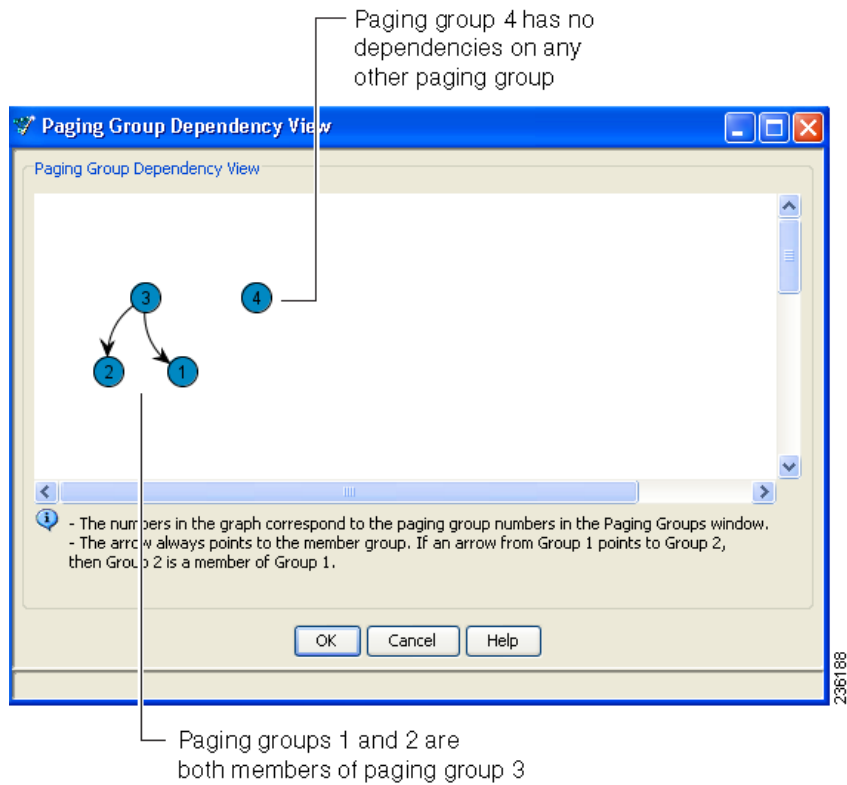 Paging group 4 has no
dependencies on any
other paging group
Paging Group Dependency View
Paging Group Dependency View
3
4
2
1
- The numbers in the graph correspond to the paging group numbers in the Paging Groups window.
- The arrow always points to the member group. If an arrow from Group 1 points to Group 2,
then Group 2 is a member of Group 1.
OK
Cancel
Help
236188
Paging groups 1 and 2 are
both members of paging group 3